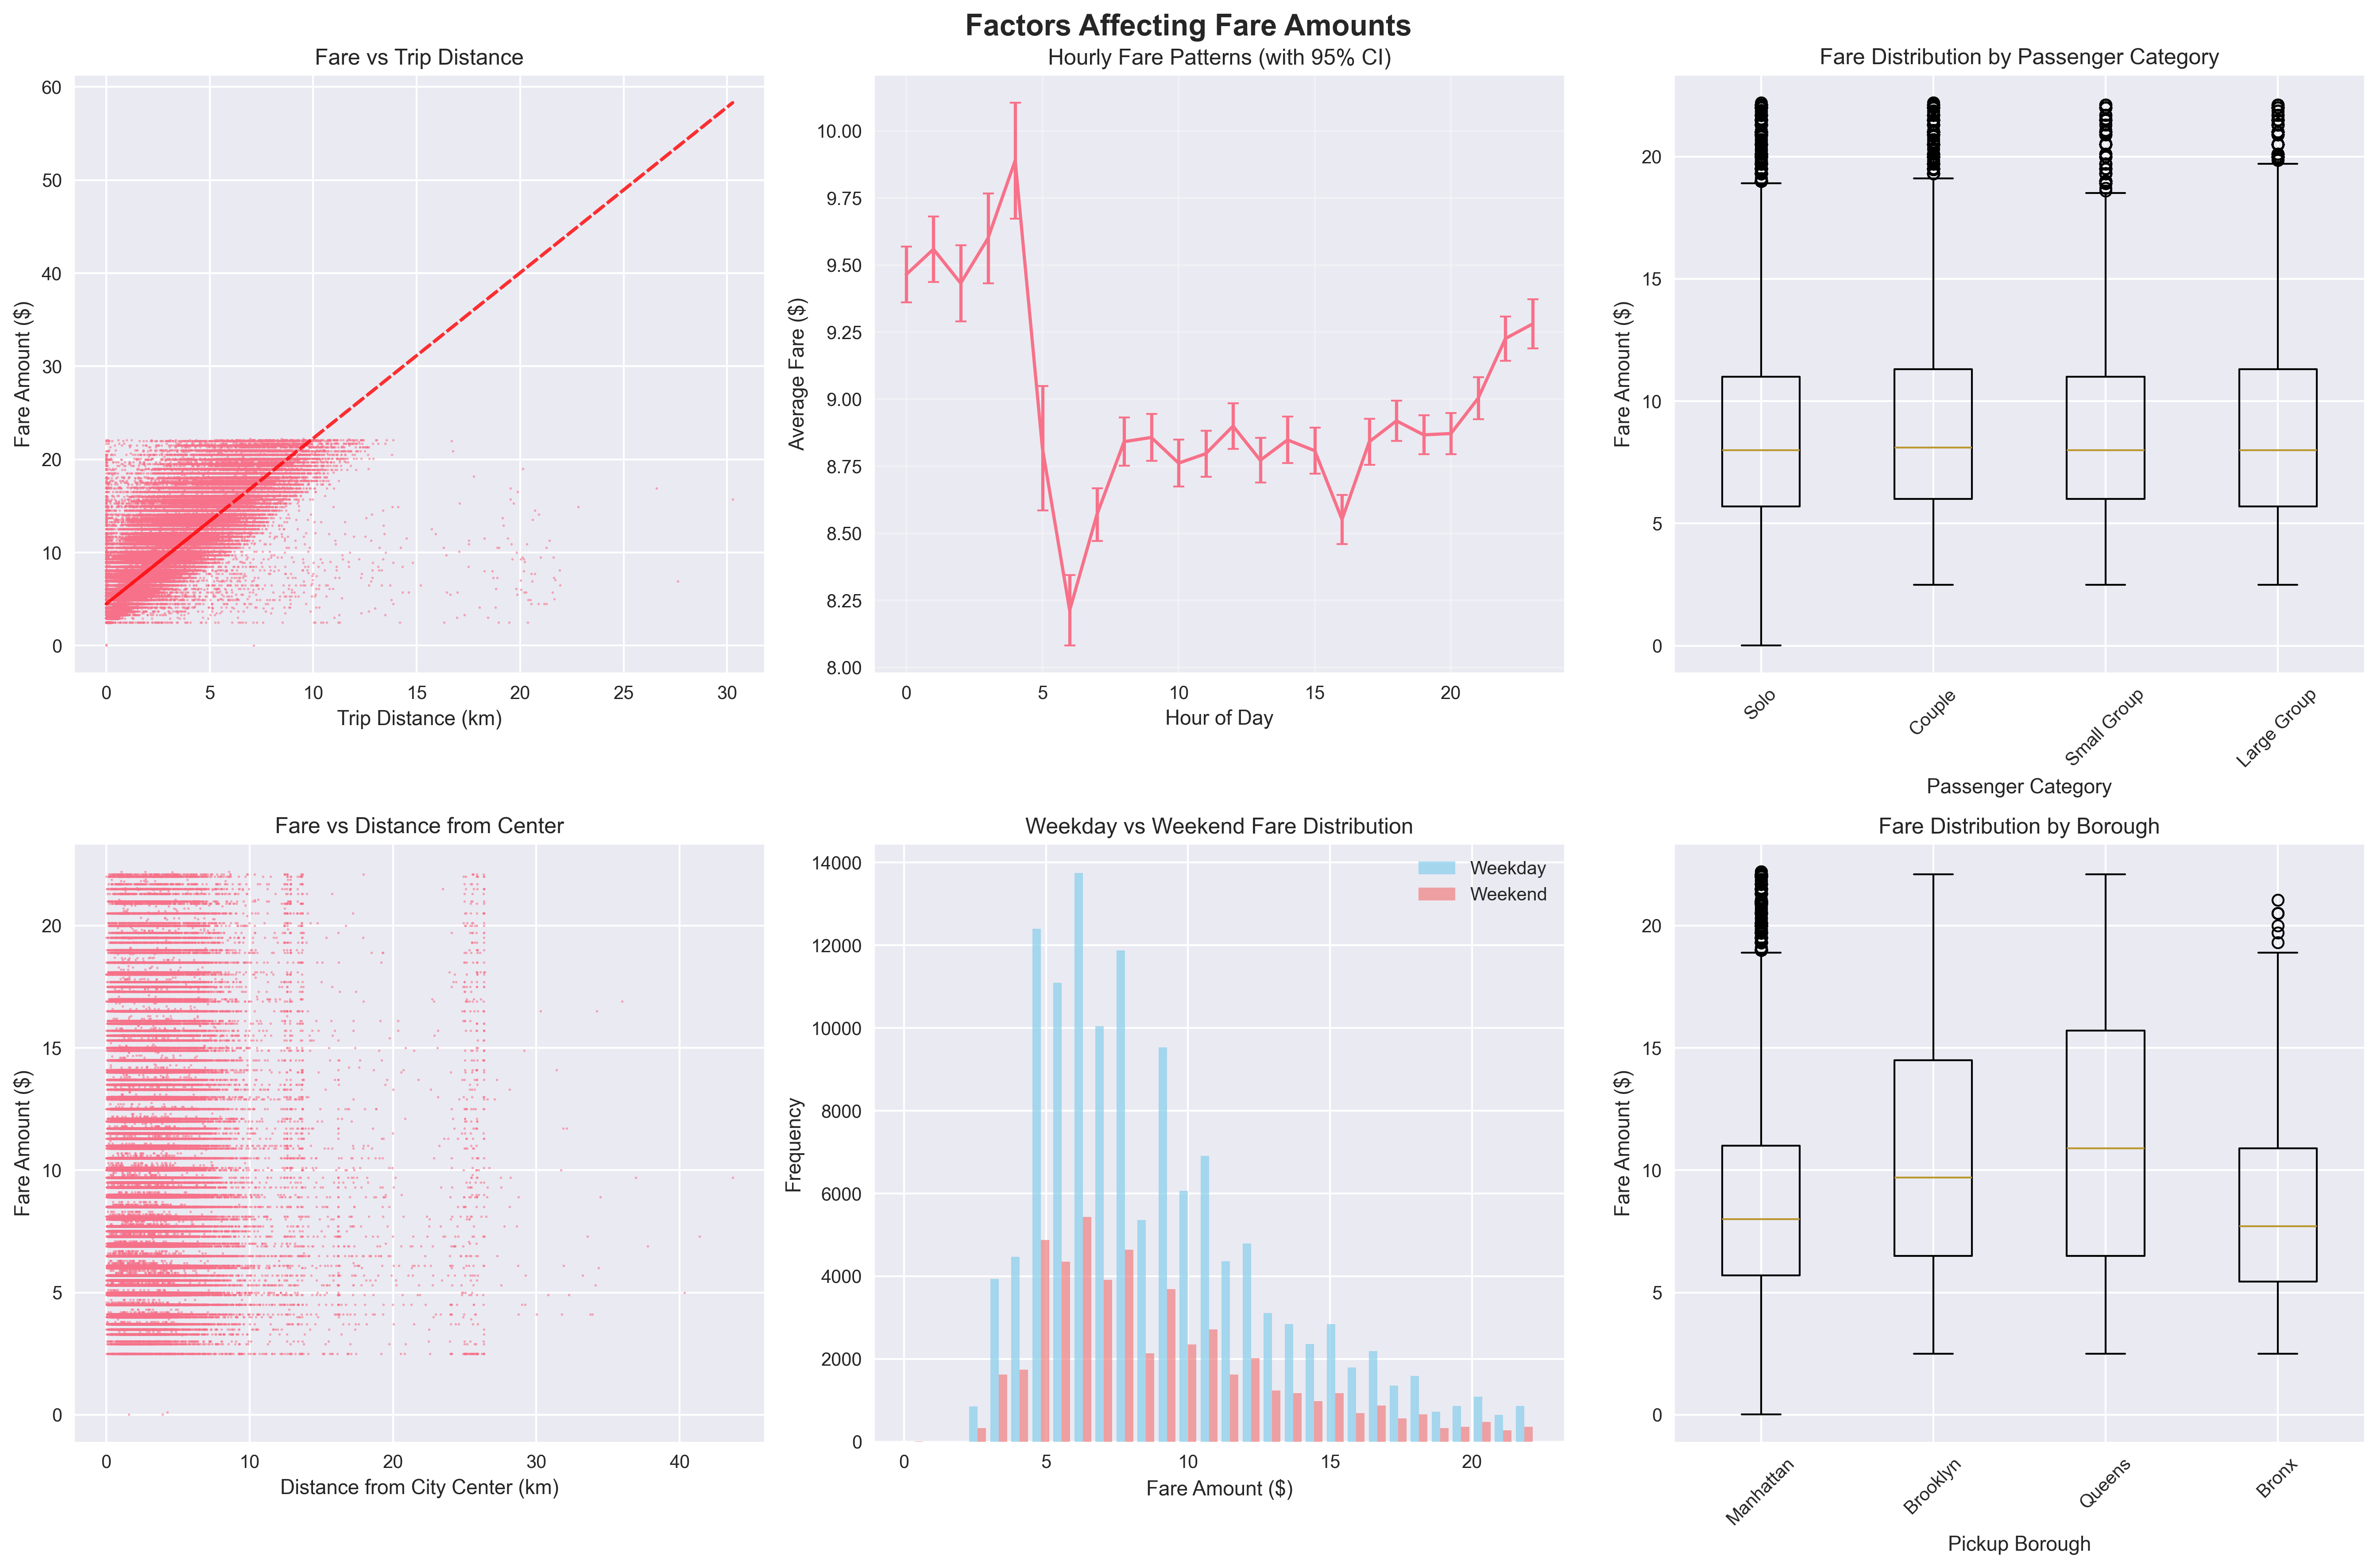 Factors Affecting Fare Amounts
Fare vs Trip Distance
Fare Amount ($)
60
50
40
30
20
10
0
0 5 10 15 20 25 30
Trip Distance (km)
Hourly Fare Patterns (with 95% CI)
Average Fare ($)
10.00
9.75
9.50
9.25
9.00
8.75
8.50
8.25
8.00
0 5 10 15 20
Hour of Day
Fare Distribution by Passenger Category
Fare Amount ($)
20
15
10
5
0
Solo Couple Small Group Large Group
Passenger Category
Fare vs Distance from Center
Fare Amount ($)
20
15
10
5
0
0 10 20 30 40
Distance from City Center (km)
Weekday vs Weekend Fare Distribution
Weekday
Weekend
Frequency
14000
12000
10000
8000
6000
4000
2000
0
0 5 10 15 20
Fare Amount ($)
Fare Distribution by Borough
Fare Amount ($)
20
15
10
5
0
Manhattan Brooklyn Queens Bronx
Pickup Borough